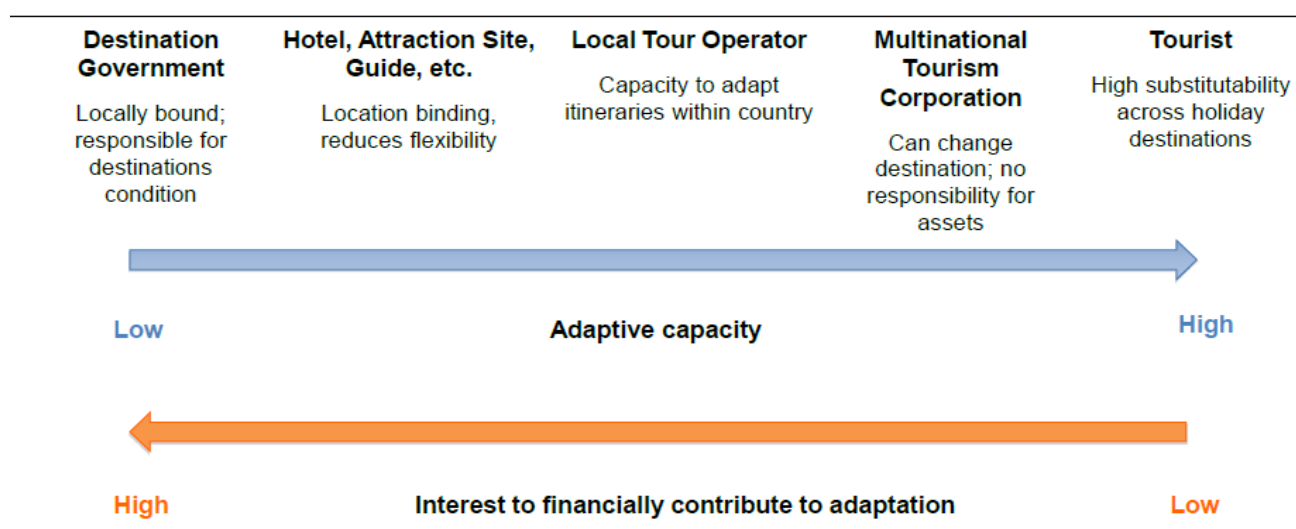 Destination
Government
Locally bound;
responsible for
destinations
condition
Hotel, Attraction Site,
Guide, etc.
Location binding,
reduces flexibility
Local Tour Operator
Capacity to adapt
itineraries within country
Multinational
Tourism
Corporation
Can change
destination; no
responsibility for
assets
Tourist
High substitutability
across holiday
destinations
Low
Adaptive capacity
High
High
Interest to financially contribute to adaptation
Low